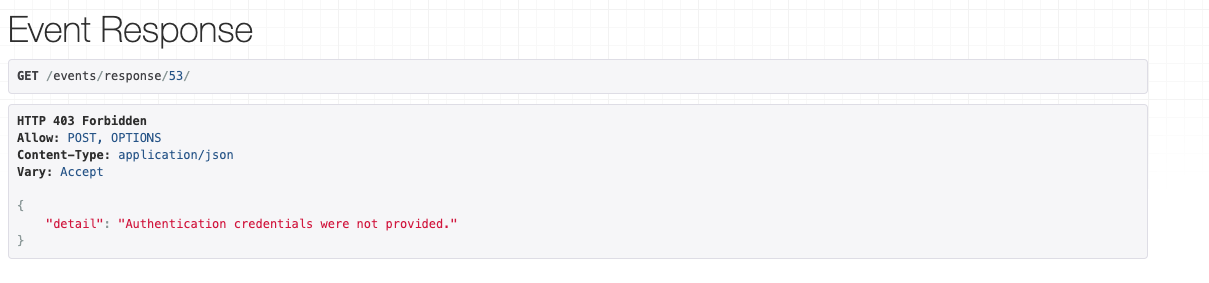 Event Response
GET /events/response/53/
HTTP 403 Forbidden
Allow: POST, OPTIONS
Content-Type: application/json
Vary: Accept
{
    "detail": "Authentication credentials were not provided."
}